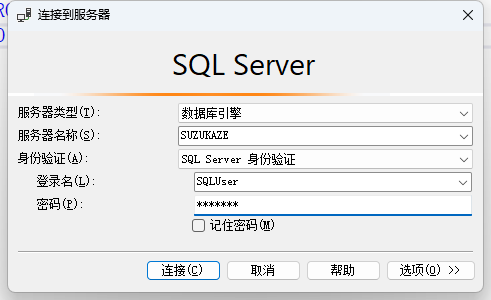 连接到服务器
SQL Server
服务器类型(T): 数据库引擎
服务器名称(S): SUZUKAZE
身份验证(A): SQL Server 身份验证
登录名(L): SQLUser
密码(P): *******
记住密码(M)
连接(C) 取消 帮助 选项(O) >>